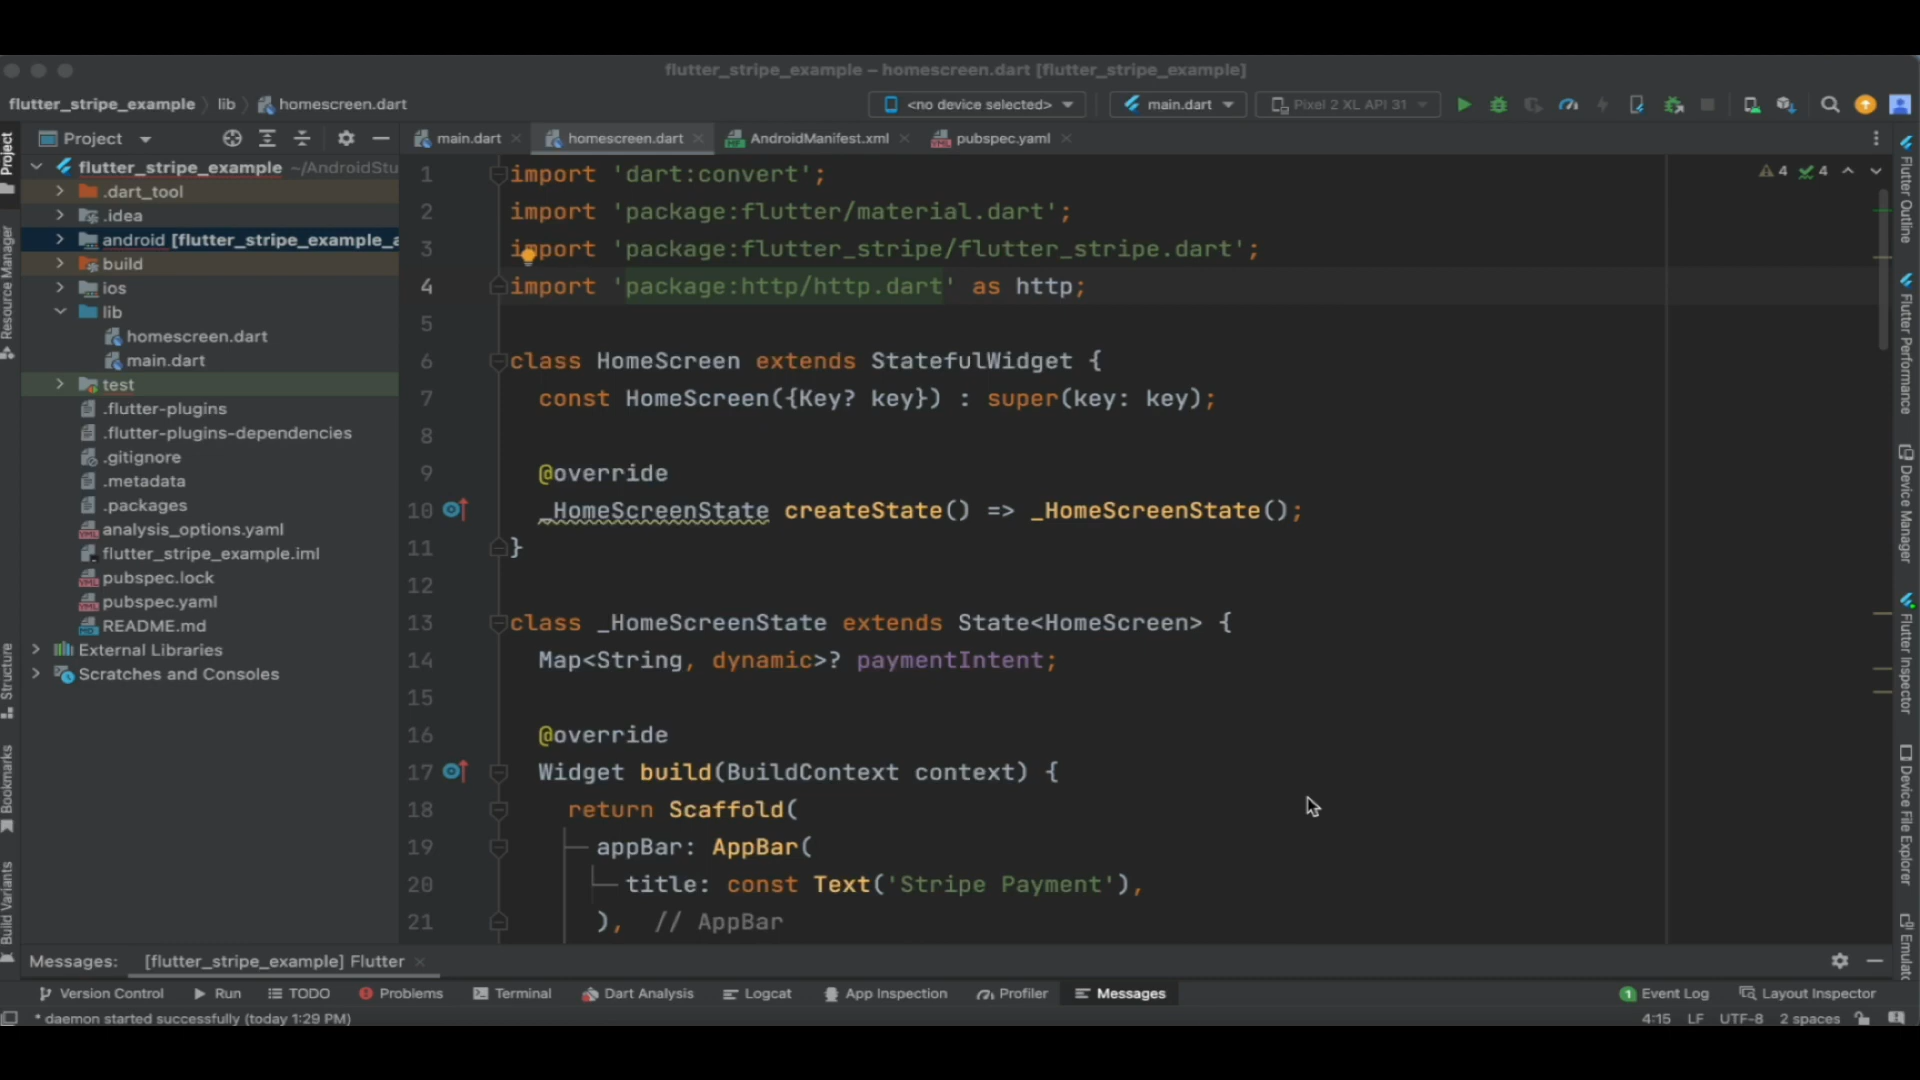 flutter_stripe_example – homescreen.dart [flutter_stripe_example]
flutter_stripe_example lib homescreen.dart
<no device selected> main.dart Pixel 2 XL API 31
Project
main.dart homescreen.dart AndroidManifest.xml pubspec.yaml
flutter_stripe_example ~/AndroidStu
.dart_tool
.idea
android [flutter_stripe_example_a
build
ios
lib
homescreen.dart
main.dart
test
.flutter-plugins
.flutter-plugins-dependencies
.gitignore
.metadata
.packages
analysis_options.yaml
flutter_stripe_example.iml
pubspec.lock
pubspec.yaml
README.md
External Libraries
Scratches and Consoles
4 4
1 import 'dart:convert';
2 import 'package:flutter/material.dart';
3 import 'package:flutter_stripe/flutter_stripe.dart';
4 import 'package:http/http.dart' as http;
5
6 class HomeScreen extends StatefulWidget {
7 const HomeScreen({Key? key}) : super(key: key);
8
9 @override
10 _HomeScreenState createState() => _HomeScreenState();
11 }
12
13 class _HomeScreenState extends State<HomeScreen> {
14 Map<String, dynamic>? paymentIntent;
15
16 @override
17 Widget build(BuildContext context) {
18 return Scaffold(
19 appBar: AppBar(
20 title: const Text('Stripe Payment'),
21 ), // AppBar
Project
Resource Manager
Structure
Bookmarks
Build Variants
Flutter Outline
Flutter Performance
Device Manager
Flutter Inspector
Device File Explorer
Emulato
Messages: [flutter_stripe_example] Flutter
Version Control Run TODO Problems Terminal Dart Analysis Logcat App Inspection Profiler Messages 1 Event Log Layout Inspector
* daemon started successfully (today 1:29 PM) 4:15 LF UTF-8 2 spaces